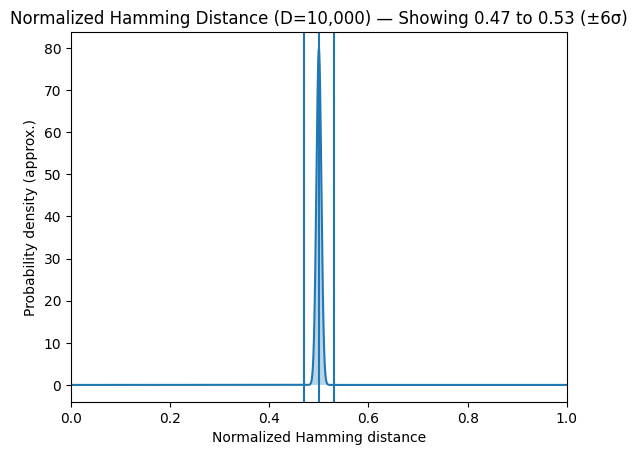 Normalized Hamming Distance (D=10,000) — Showing 0.47 to 0.53 (±6σ)
80
70
60
50
40
30
20
10
0
Probability density (approx.)
0.0 0.2 0.4 0.6 0.8 1.0
Normalized Hamming distance